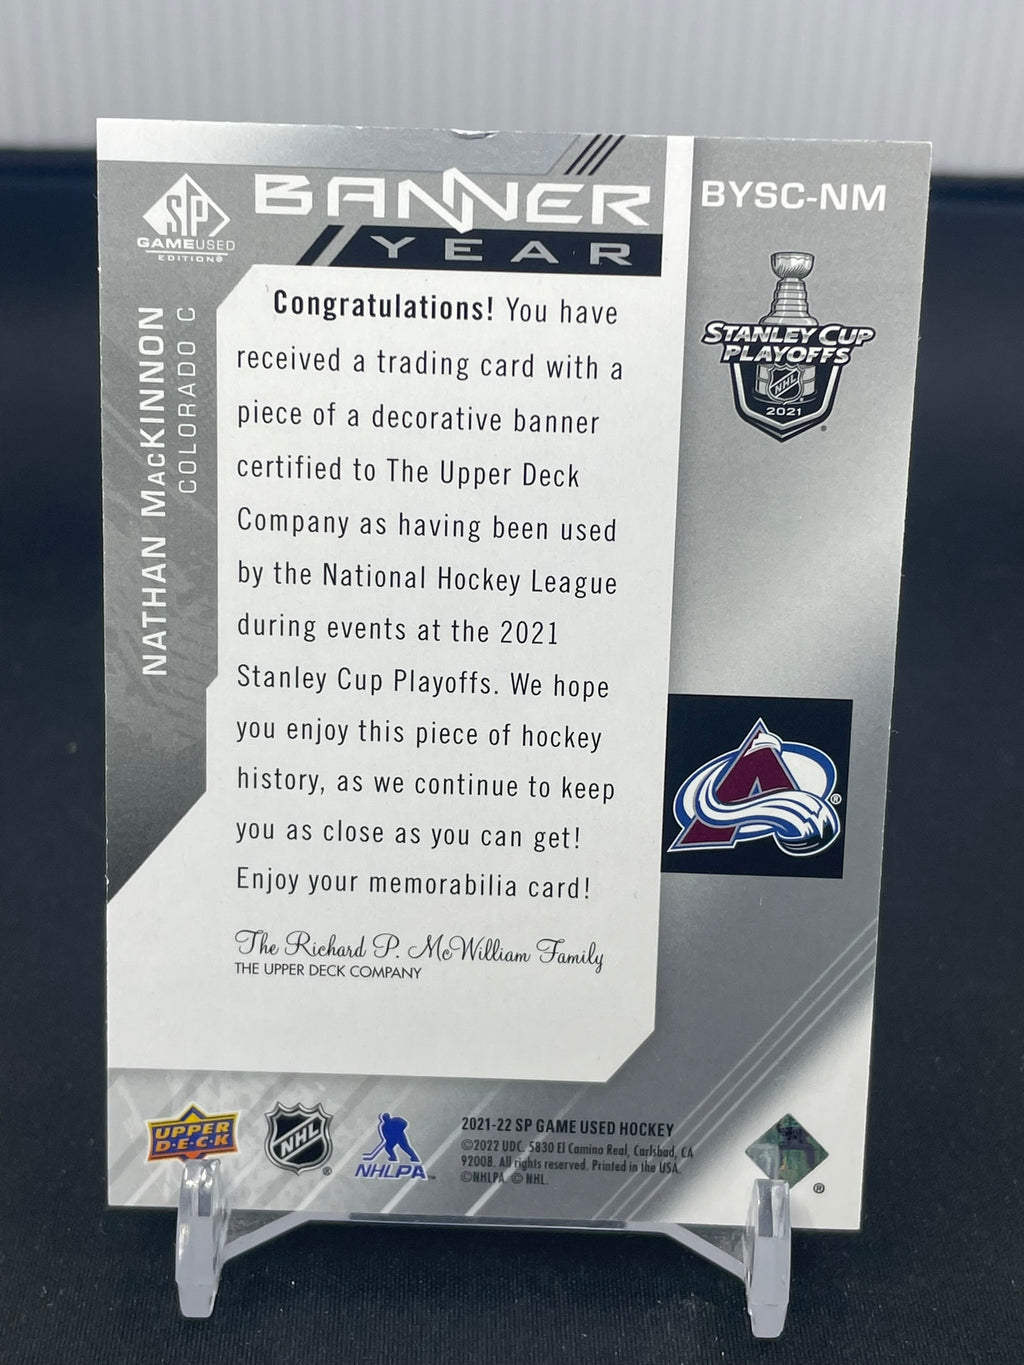 SP
GAMEUSED
EDITION®
BANNER
YEAR
BYSC-NM
STANLEY CUP
PLAYOFFS
NHL
2021
NATHAN MacKINNON
COLORADO C
Congratulations! You have
received a trading card with a
piece of a decorative banner
certified to The Upper Deck
Company as having been used
by the National Hockey League
during events at the 2021
Stanley Cup Playoffs. We hope
you enjoy this piece of hockey
history, as we continue to keep
you as close as you can get!
Enjoy your memorabilia card!
The Richard P. McWilliam Family
THE UPPER DECK COMPANY
A
®
UPPER
D·E·C·K
NHL
®
NHLPA™
2021-22 SP GAME USED HOCKEY
©2022 UDC. 5830 El Camino Real, Carlsbad, CA
92008. All rights reserved. Printed in the USA.
©NHLPA. © NHL.
®